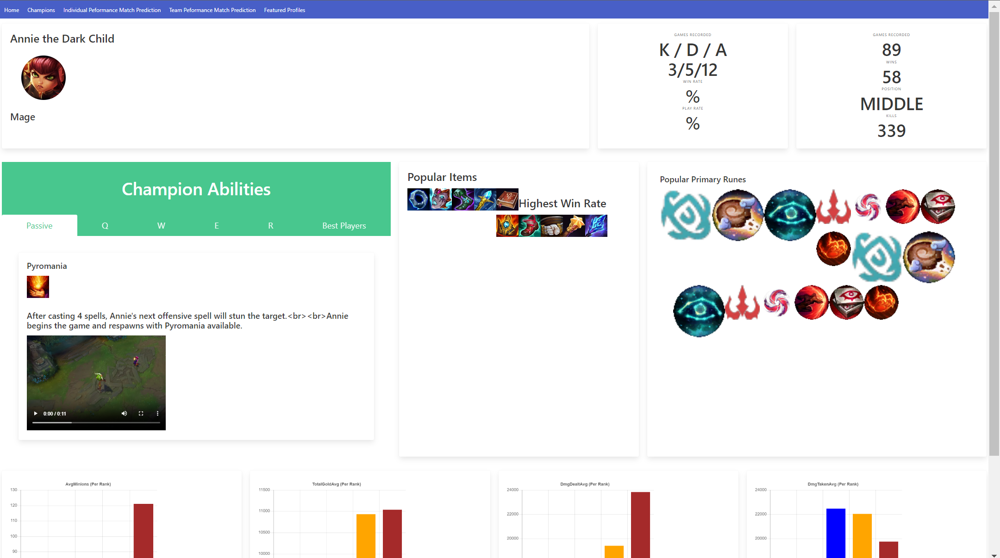 Home Champions Individual Peformance Match Prediction Team Peformance Match Prediction Featured Profiles
Annie the Dark Child
Mage
GAMES RECORDED
K / D / A
3/5/12
WIN RATE
%
PLAY RATE
%
GAMES RECORDED
89
WINS
58
POSITION
MIDDLE
KILLS
339
Champion Abilities
Passive Q W E R Best Players
Pyromania
After casting 4 spells, Annie's next offensive spell will stun the target.<br><br>Annie
begins the game and respawns with Pyromania available.
0:00 / 0:11
Popular Items
Highest Win Rate
Popular Primary Runes
AvgMinions (Per Rank)
130
120
110
100
90
TotalGoldAvg (Per Rank)
11500
11000
10500
10000
DmgDealtAvg (Per Rank)
24000
22000
20000
DmgTakenAvg (Per Rank)
24000
22000
20000